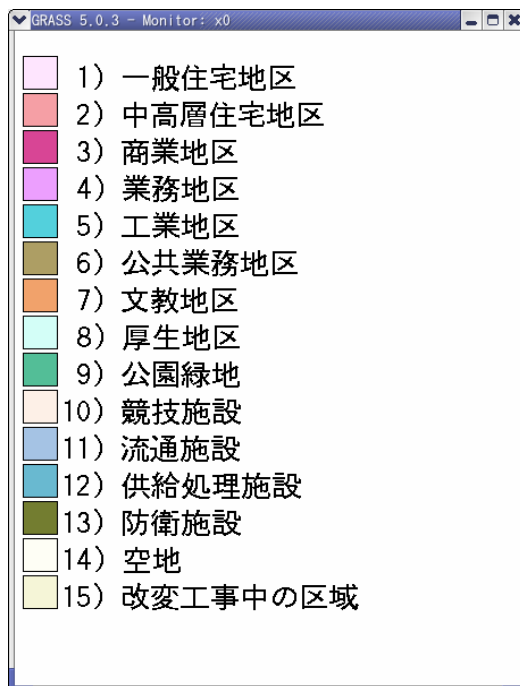 GRASS 5.0.3 - Monitor: x0
1) 一般住宅地区
2) 中高層住宅地区
3) 商業地区
4) 業務地区
5) 工業地区
6) 公共業務地区
7) 文教地区
8) 厚生地区
9) 公園緑地
10) 競技施設
11) 流通施設
12) 供給処理施設
13) 防衛施設
14) 空地
15) 改変工事中の区域